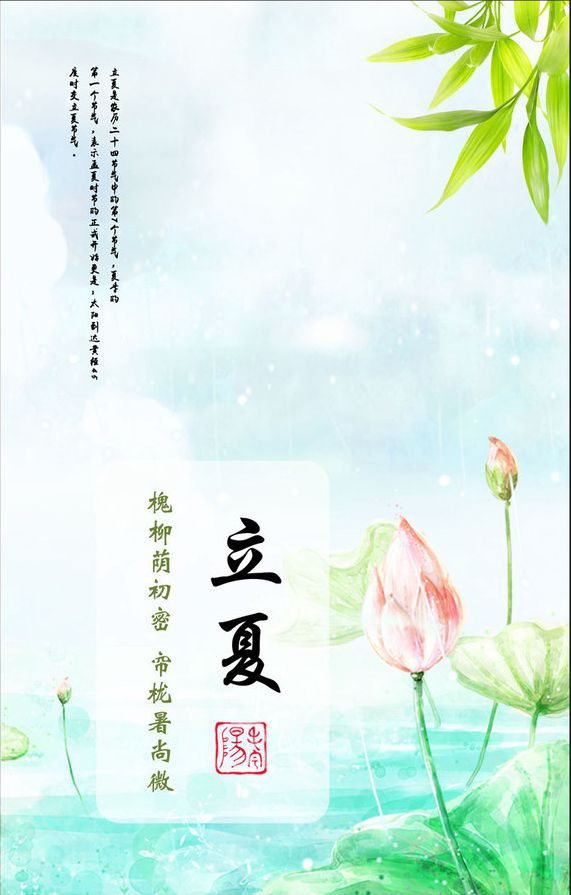 立夏是农历二十四节气中的第7个节气，夏季的
第一个节气，表示孟夏时节的正式开始更是；太阳到达黄经45
度时交立夏节气。
立夏
槐柳荫初密 帘栊暑尚微